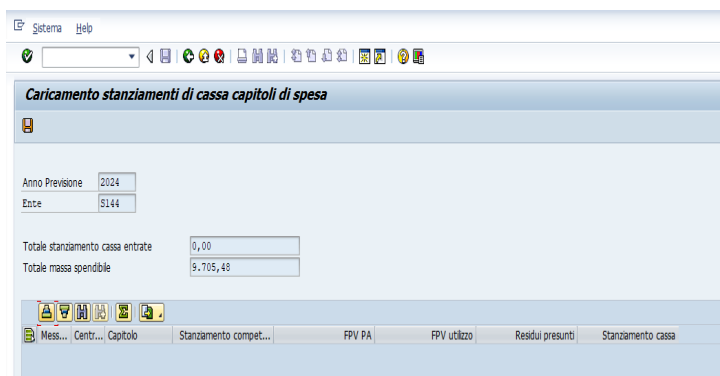 Sistema Help
Caricamento stanziamenti di cassa capitoli di spesa
Anno Previsione 2024
Ente S144
Totale stanziamento cassa entrate 0,00
Totale massa spendibile 9.705,48
Mess... Centr... Capitolo Stanziamento compet... FPV PA FPV utilizzo Residui presunti Stanziamento cassa